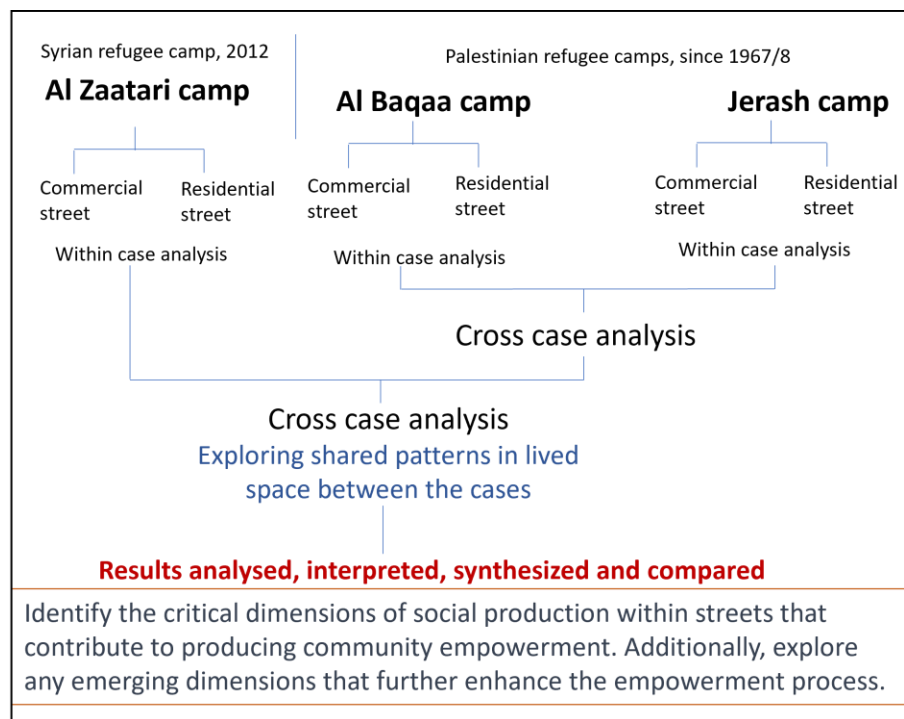 Syrian refugee camp, 2012
Al Zaatari camp
Palestinian refugee camps, since 1967/8
Al Baqaa camp
Jerash camp
Commercial
street
Residential
street
Commercial
street
Residential
street
Commercial
street
Residential
street
Within case analysis
Within case analysis
Within case analysis
Cross case analysis
Cross case analysis
Exploring shared patterns in lived
space between the cases
Results analysed, interpreted, synthesized and compared
Identify the critical dimensions of social production within streets that
contribute to producing community empowerment. Additionally, explore
any emerging dimensions that further enhance the empowerment process.